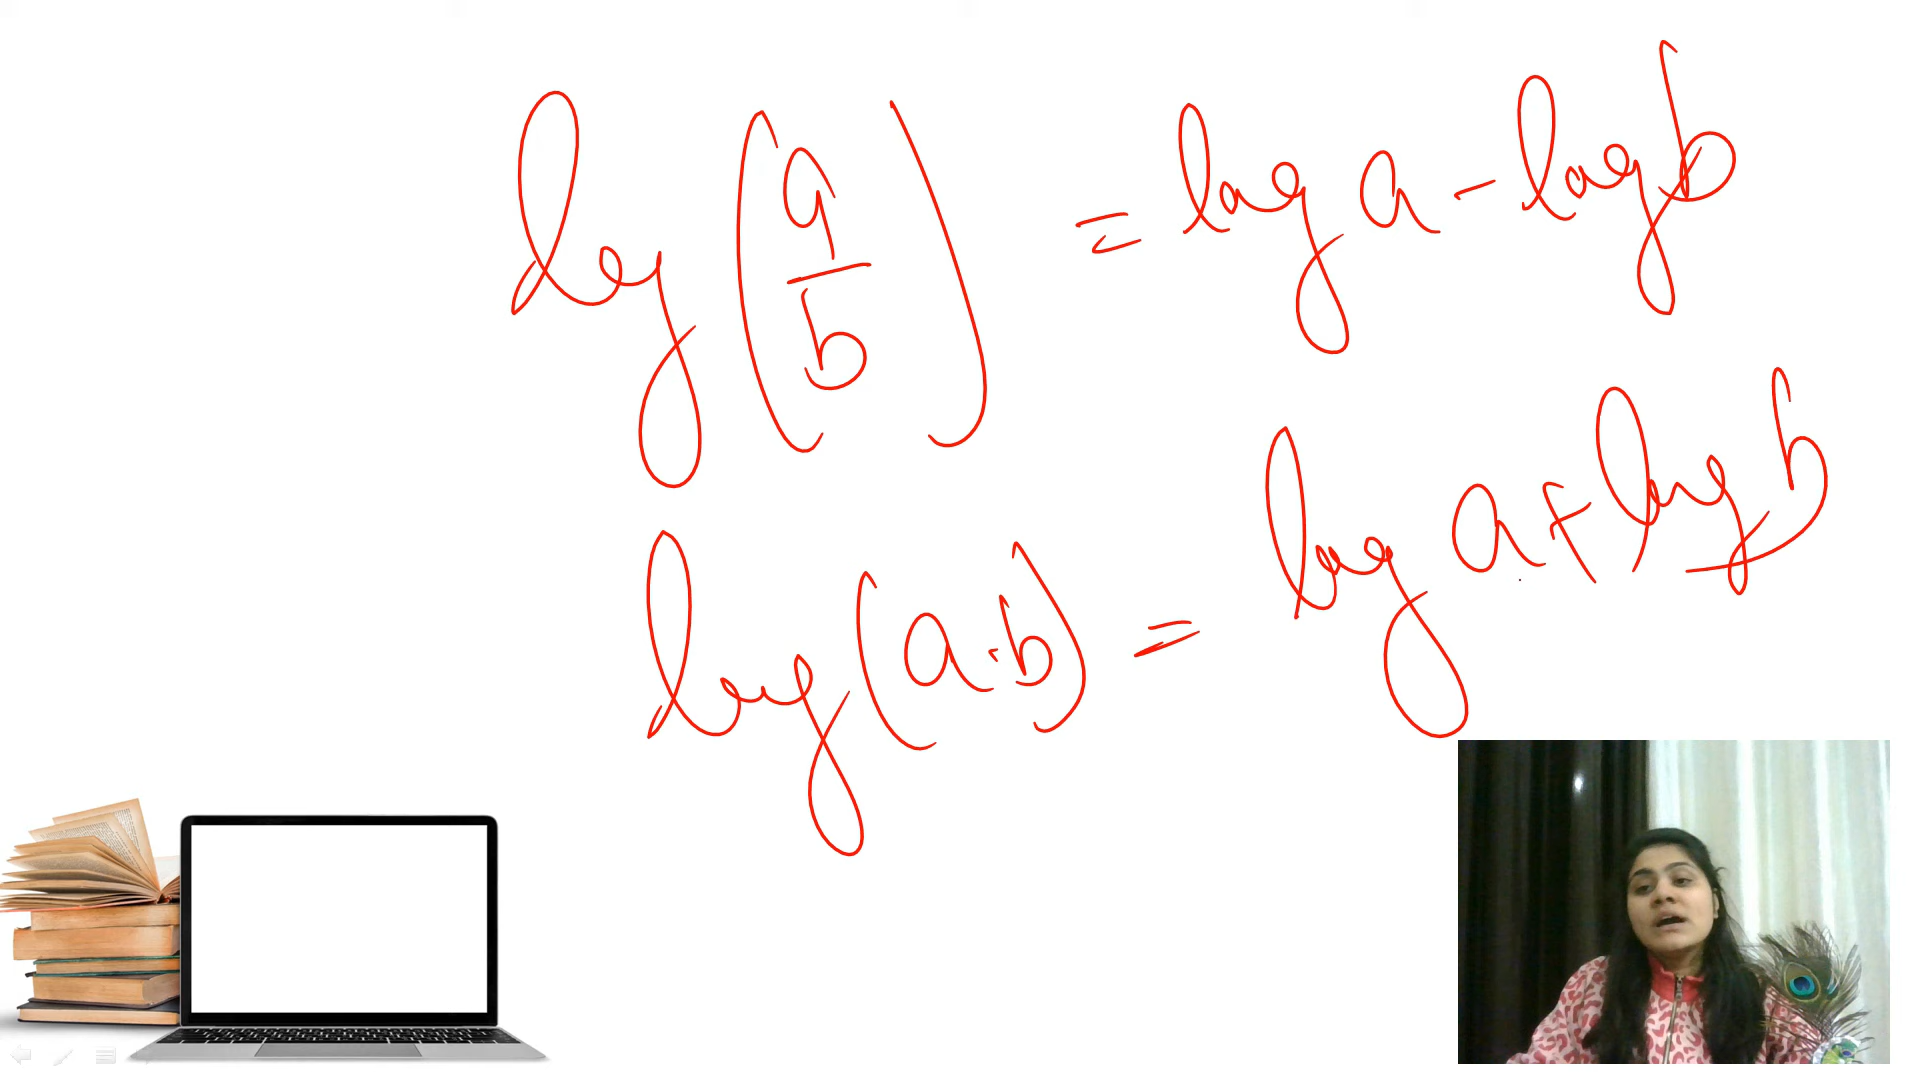 log (a/b) = log a - log b
log (a·b) = log a + log b